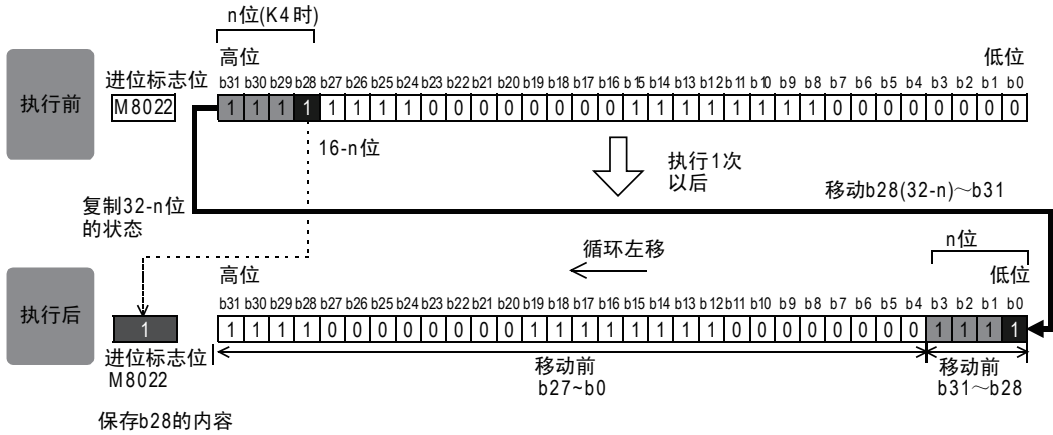 n位(K4时)
高位
低位
进位标志位
b31 b30 b29 b28 b27 b26 b25 b24 b23 b22 b21 b20 b19 b18 b17 b16 b15 b14 b13 b12 b11 b10 b9 b8 b7 b6 b5 b4 b3 b2 b1 b0
执行前
M8022
1 1 1 1 1 1 1 1 0 0 0 0 0 0 0 0 1 1 1 1 1 1 1 1 0 0 0 0 0 0 0 0
16-n位
执行1次
以后
移动b28(32-n)～b31
复制32-n位
的状态
循环左移
n位
高位
低位
b31 b30 b29 b28 b27 b26 b25 b24 b23 b22 b21 b20 b19 b18 b17 b16 b15 b14 b13 b12 b11 b10 b9 b8 b7 b6 b5 b4 b3 b2 b1 b0
执行后
1
1 1 1 1 0 0 0 0 0 0 0 0 1 1 1 1 1 1 1 1 0 0 0 0 0 0 0 0 1 1 1 1
进位标志位
M8022
移动前
b27~b0
移动前
b31～b28
保存b28的内容